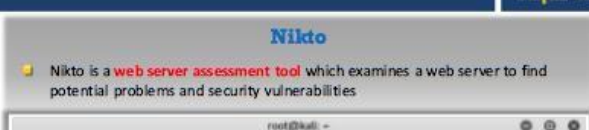 Nikto
Nikto is a web server assessment tool which examines a web server to find
potential problems and security vulnerabilities
root@kali: ~